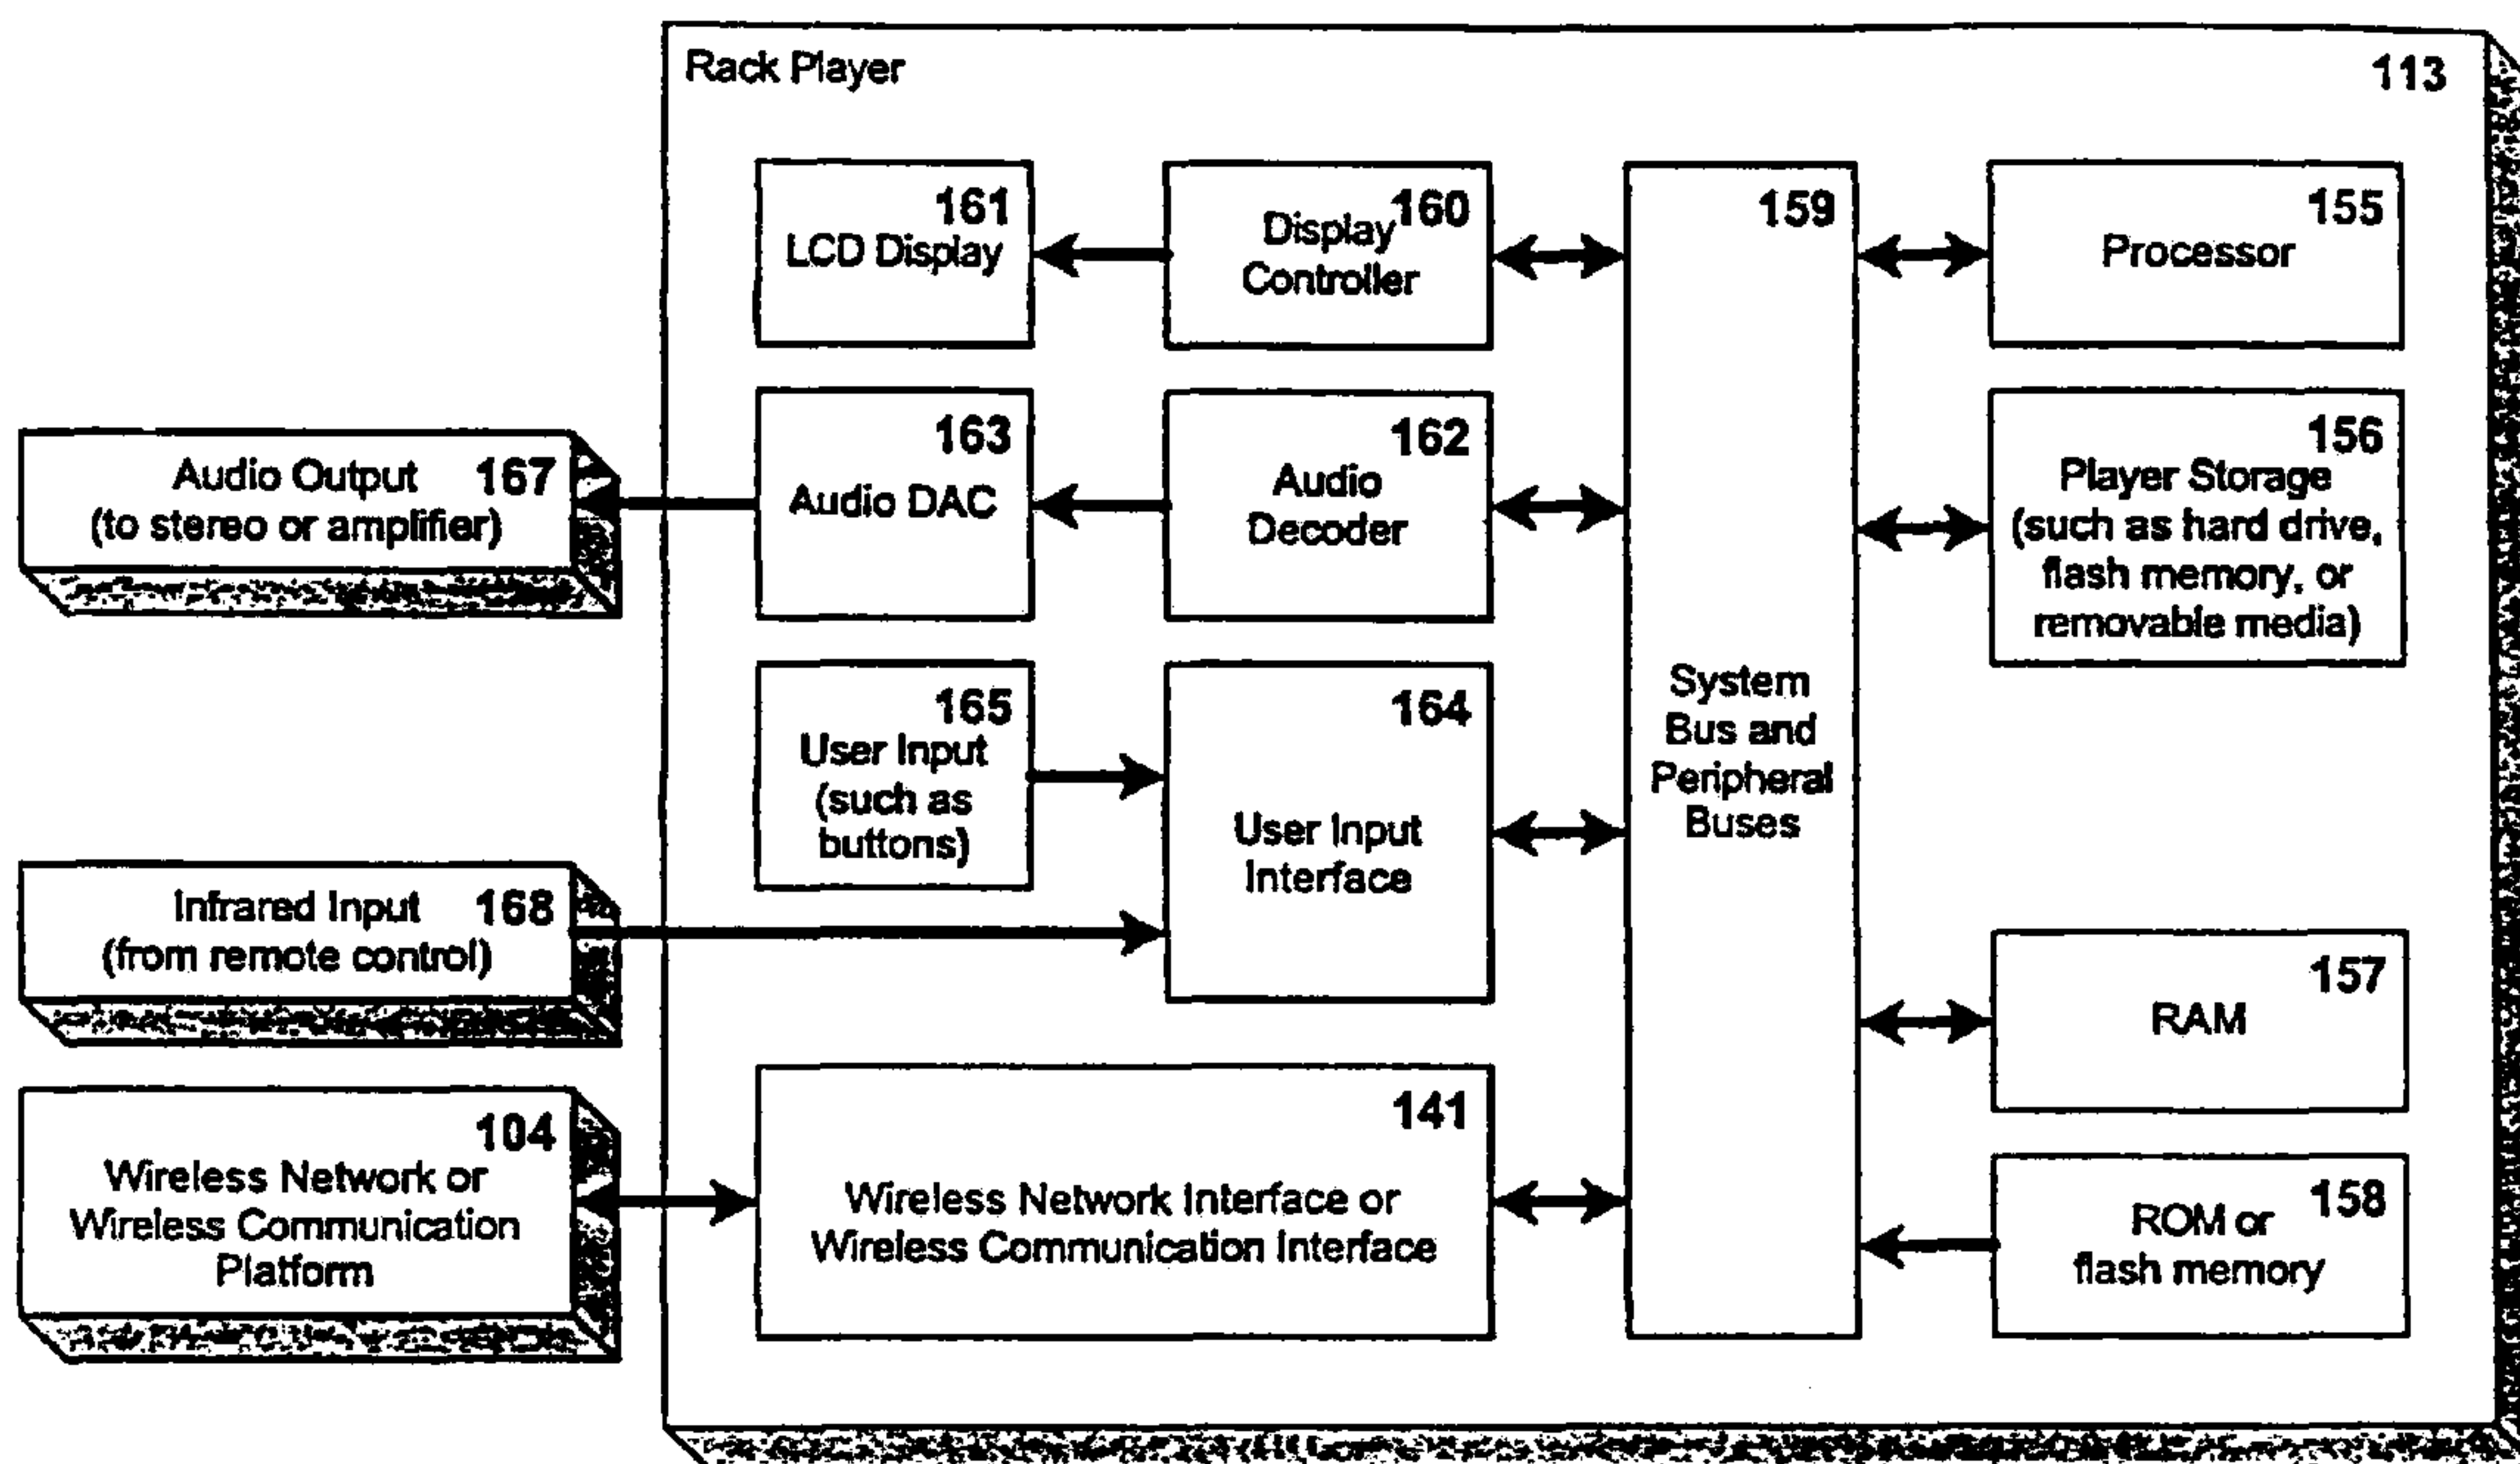 Rack Player
113
161
LCD Display
160
Display
Controller
159
System
Bus and
Peripheral
Buses
155
Processor
163
Audio DAC
162
Audio
Decoder
156
Player Storage
(such as hard drive,
flash memory, or
removable media)
Audio Output 167
(to stereo or amplifier)
165
User Input
(such as
buttons)
164
User Input
Interface
Infrared Input 168
(from remote control)
157
RAM
104
Wireless Network or
Wireless Communication
Platform
141
Wireless Network Interface or
Wireless Communication Interface
158
ROM or
flash memory